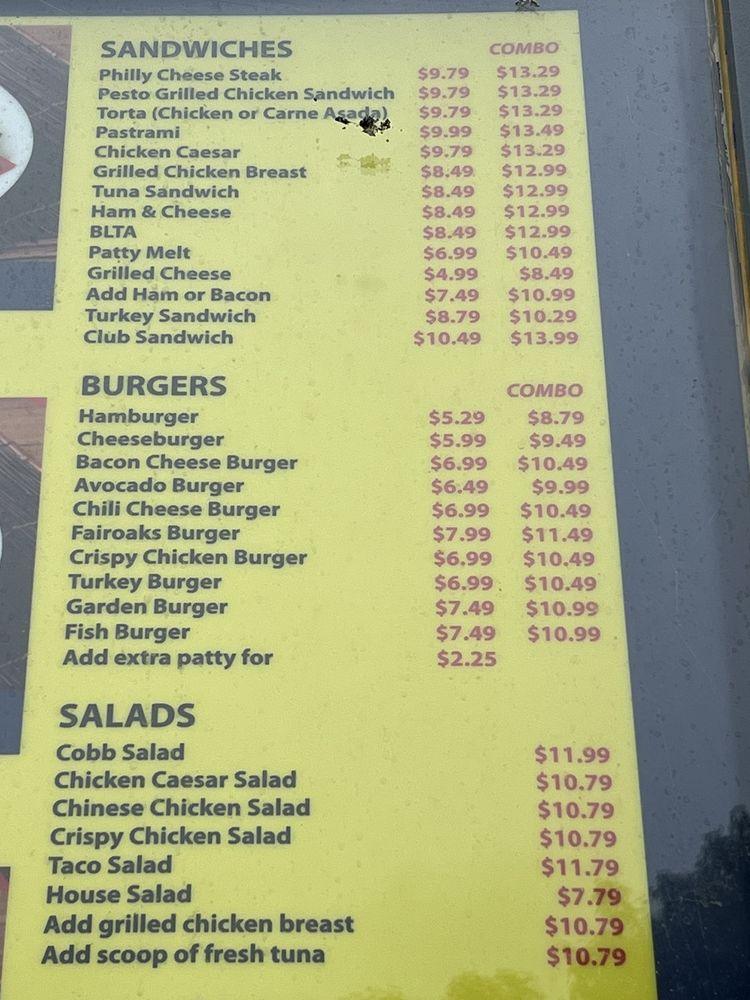 SANDWICHES COMBO
Philly Cheese Steak $9.79 $13.29
Pesto Grilled Chicken Sandwich $9.79 $13.29
Torta (Chicken or Carne Asada) $9.79 $13.29
Pastrami $9.99 $13.49
Chicken Caesar $9.79 $13.29
Grilled Chicken Breast $8.49 $12.99
Tuna Sandwich $8.49 $12.99
Ham & Cheese $8.49 $12.99
BLTA $8.49 $12.99
Patty Melt $6.99 $10.49
Grilled Cheese $4.99 $8.49
Add Ham or Bacon $7.49 $10.99
Turkey Sandwich $8.79 $10.29
Club Sandwich $10.49 $13.99
BURGERS COMBO
Hamburger $5.29 $8.79
Cheeseburger $5.99 $9.49
Bacon Cheese Burger $6.99 $10.49
Avocado Burger $6.49 $9.99
Chili Cheese Burger $6.99 $10.49
Fairoaks Burger $7.99 $11.49
Crispy Chicken Burger $6.99 $10.49
Turkey Burger $6.99 $10.49
Garden Burger $7.49 $10.99
Fish Burger $7.49 $10.99
Add extra patty for $2.25
SALADS
Cobb Salad $11.99
Chicken Caesar Salad $10.79
Chinese Chicken Salad $10.79
Crispy Chicken Salad $10.79
Taco Salad $11.79
House Salad $7.79
Add grilled chicken breast $10.79
Add scoop of fresh tuna $10.79